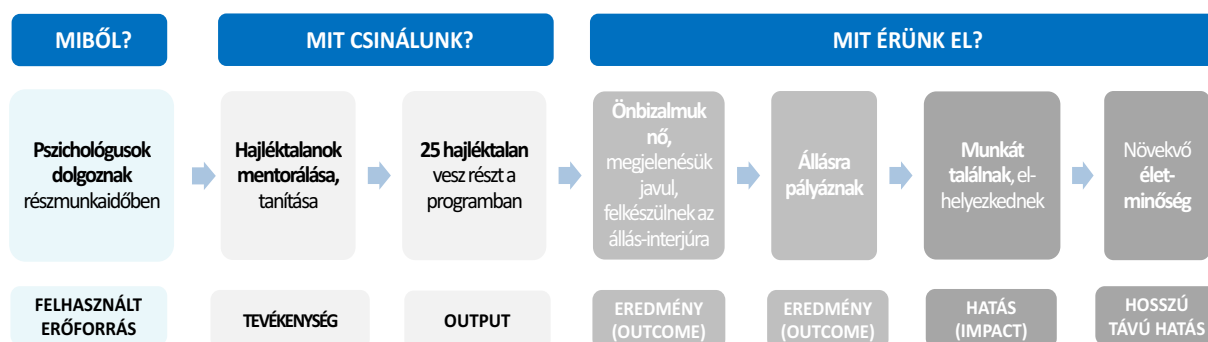 MIBŐL?
MIT CSINÁLUNK?
MIT ÉRÜNK EL?
Pszichológusok
dolgoznak
részmunkaidőben
Hajléktalanok
mentorálása,
tanítása
25 hajléktalan
vesz részt a
programban
Önbizalmuk
nő,
megjelenésük
javul,
felkészülnek az
állás-interjúra
Állásra
pályáznak
Munkát
találnak, el-
helyezkednek
Növekvő
élet-
minőség
FELHASZNÁLT
ERŐFORRÁS
TEVÉKENYSÉG
OUTPUT
EREDMÉNY
(OUTCOME)
EREDMÉNY
(OUTCOME)
HATÁS
(IMPACT)
HOSSZÚ
TÁVÚ HATÁS